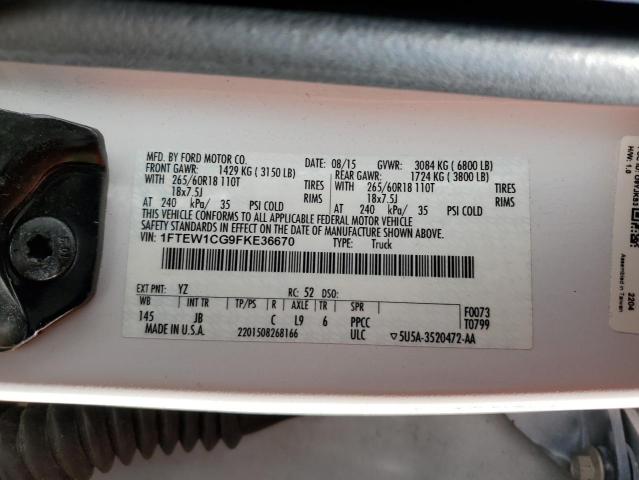 MFD. BY FORD MOTOR CO.
DATE: 08/15 GVWR: 3084 KG ( 6800 LB)
FRONT GAWR: 1429 KG ( 3150 LB)
REAR GAWR: 1724 KG ( 3800 LB)
WITH 265/60R18 110T TIRES
WITH 265/60R18 110T TIRES
18x7.5J RIMS
18x7.5J RIMS
AT 240 kPa/ 35 PSI COLD
AT 240 kPa/ 35 PSI COLD
THIS VEHICLE CONFORMS TO ALL APPLICABLE FEDERAL MOTOR VEHICLE
SAFETY STANDARDS IN EFFECT ON THE DATE OF MANUFACTURE SHOWN ABOVE.
VIN: 1FTEW1CG9FKE36670
TYPE: Truck
EXT PNT: YZ RC: 52 DSO:
WB INT TR TP/PS R AXLE TR SPR F0073
145 JB C L9 6 PPCC T0799
MADE IN U.S.A. 2201508268166 ULC 5U5A-3520472-AA
H/W: 1.0
2204
Assembled in Taiwan